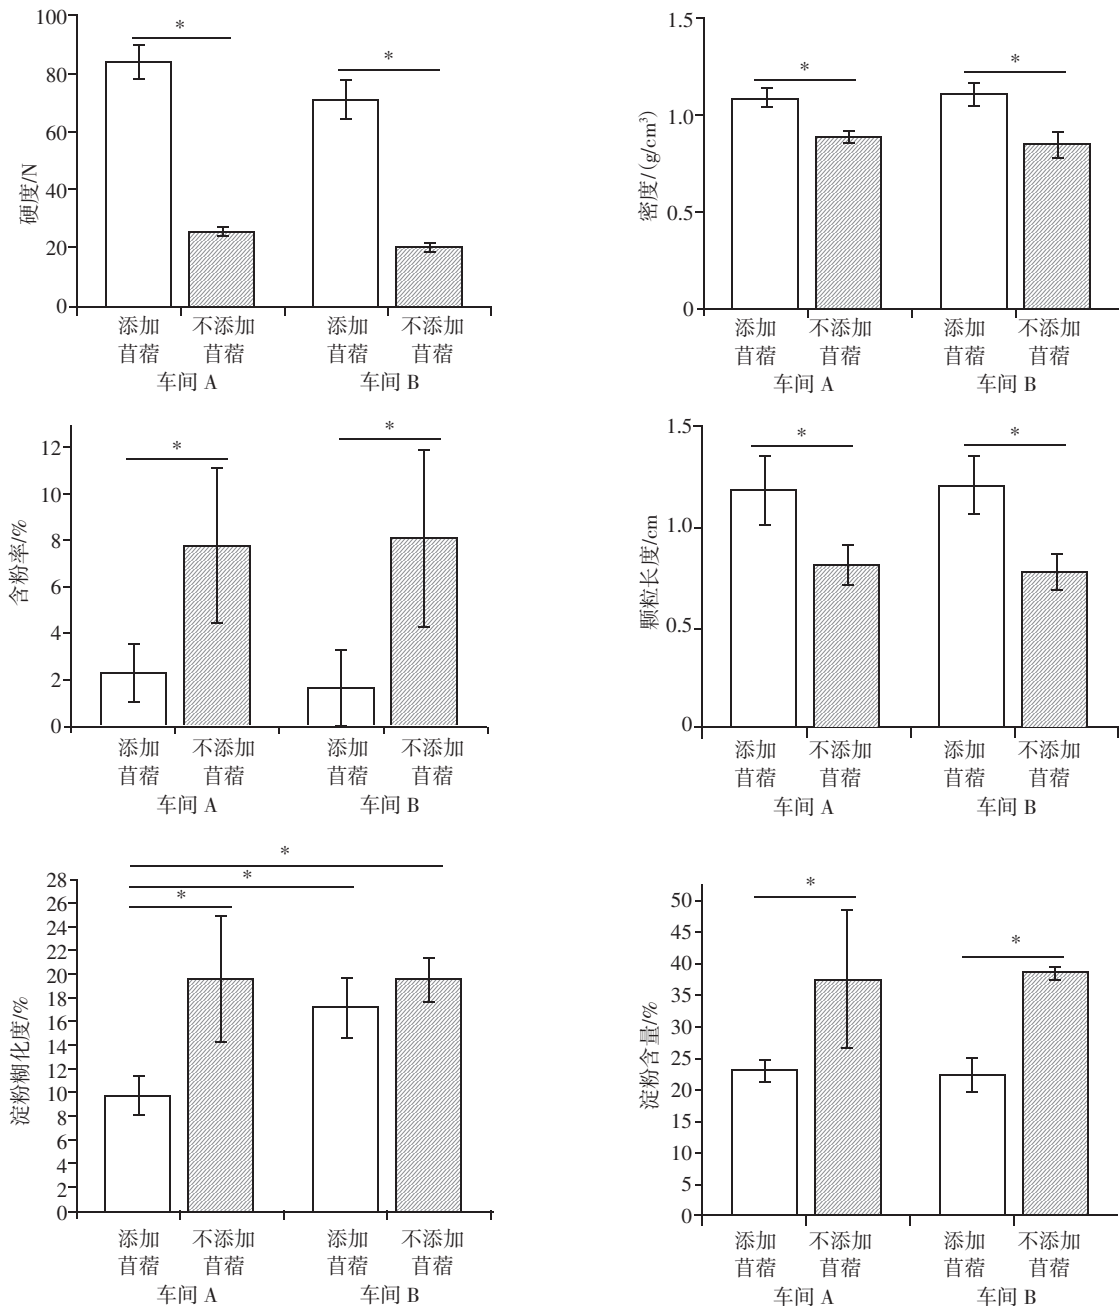 硬度/N
100
80
60
40
20
0
*
*
添加
苜蓿
不添加
苜蓿
添加
苜蓿
不添加
苜蓿
车间 A
车间 B
密度/(g/cm³)
1.5
1.0
0.5
0
*
*
添加
苜蓿
不添加
苜蓿
添加
苜蓿
不添加
苜蓿
车间 A
车间 B
含粉率/%
12
10
8
6
4
2
0
*
*
添加
苜蓿
不添加
苜蓿
添加
苜蓿
不添加
苜蓿
车间 A
车间 B
颗粒长度/cm
1.5
1.0
0.5
0
*
*
添加
苜蓿
不添加
苜蓿
添加
苜蓿
不添加
苜蓿
车间 A
车间 B
淀粉糊化度/%
28
26
24
22
20
18
16
14
12
10
8
6
4
2
0
*
*
*
添加
苜蓿
不添加
苜蓿
添加
苜蓿
不添加
苜蓿
车间 A
车间 B
淀粉含量/%
50
45
40
35
30
25
20
15
10
5
0
*
*
添加
苜蓿
不添加
苜蓿
添加
苜蓿
不添加
苜蓿
车间 A
车间 B